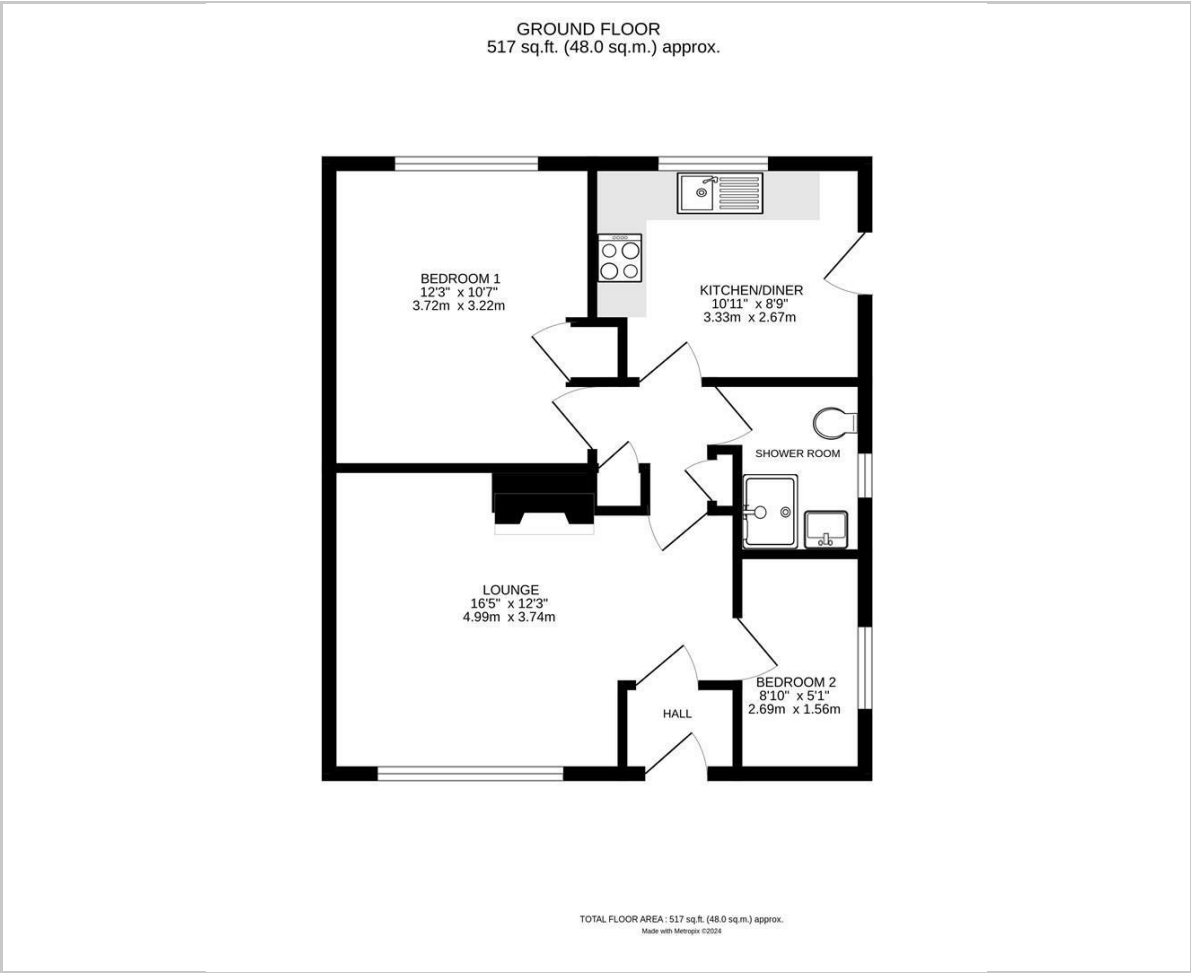 GROUND FLOOR
517 sq.ft. (48.0 sq.m.) approx.
BEDROOM 1
12'3" x 10'7"
3.72m x 3.22m
KITCHEN/DINER
10'11" x 8'9"
3.33m x 2.67m
SHOWER ROOM
LOUNGE
16'5" x 12'3"
4.99m x 3.74m
BEDROOM 2
8'10" x 5'1"
2.69m x 1.56m
HALL
TOTAL FLOOR AREA : 517 sq.ft. (48.0 sq.m.) approx.
Made with Metropix ©2024